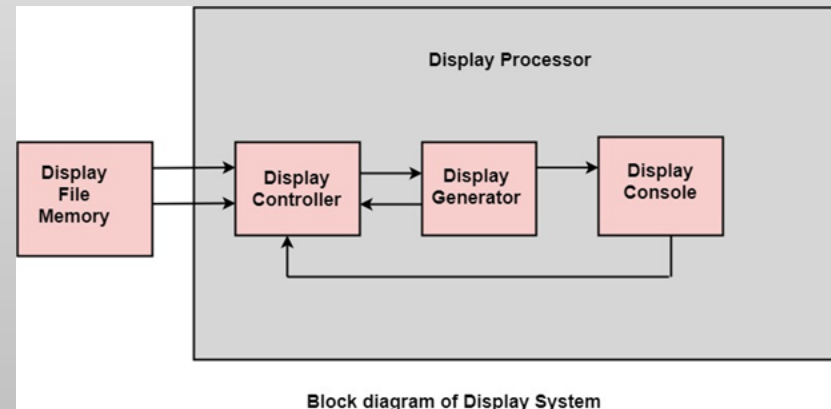 Display Processor
Display
File
Memory
Display
Controller
Display
Generator
Display
Console
Block diagram of Display System